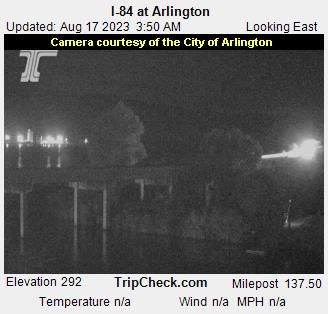 I-84 at Arlington
Updated: Aug 17 2023 3:50 AM Looking East
Camera courtesy of the City of Arlington
Elevation 292 TripCheck.com Milepost 137.50
Temperature n/a Wind n/a MPH n/a